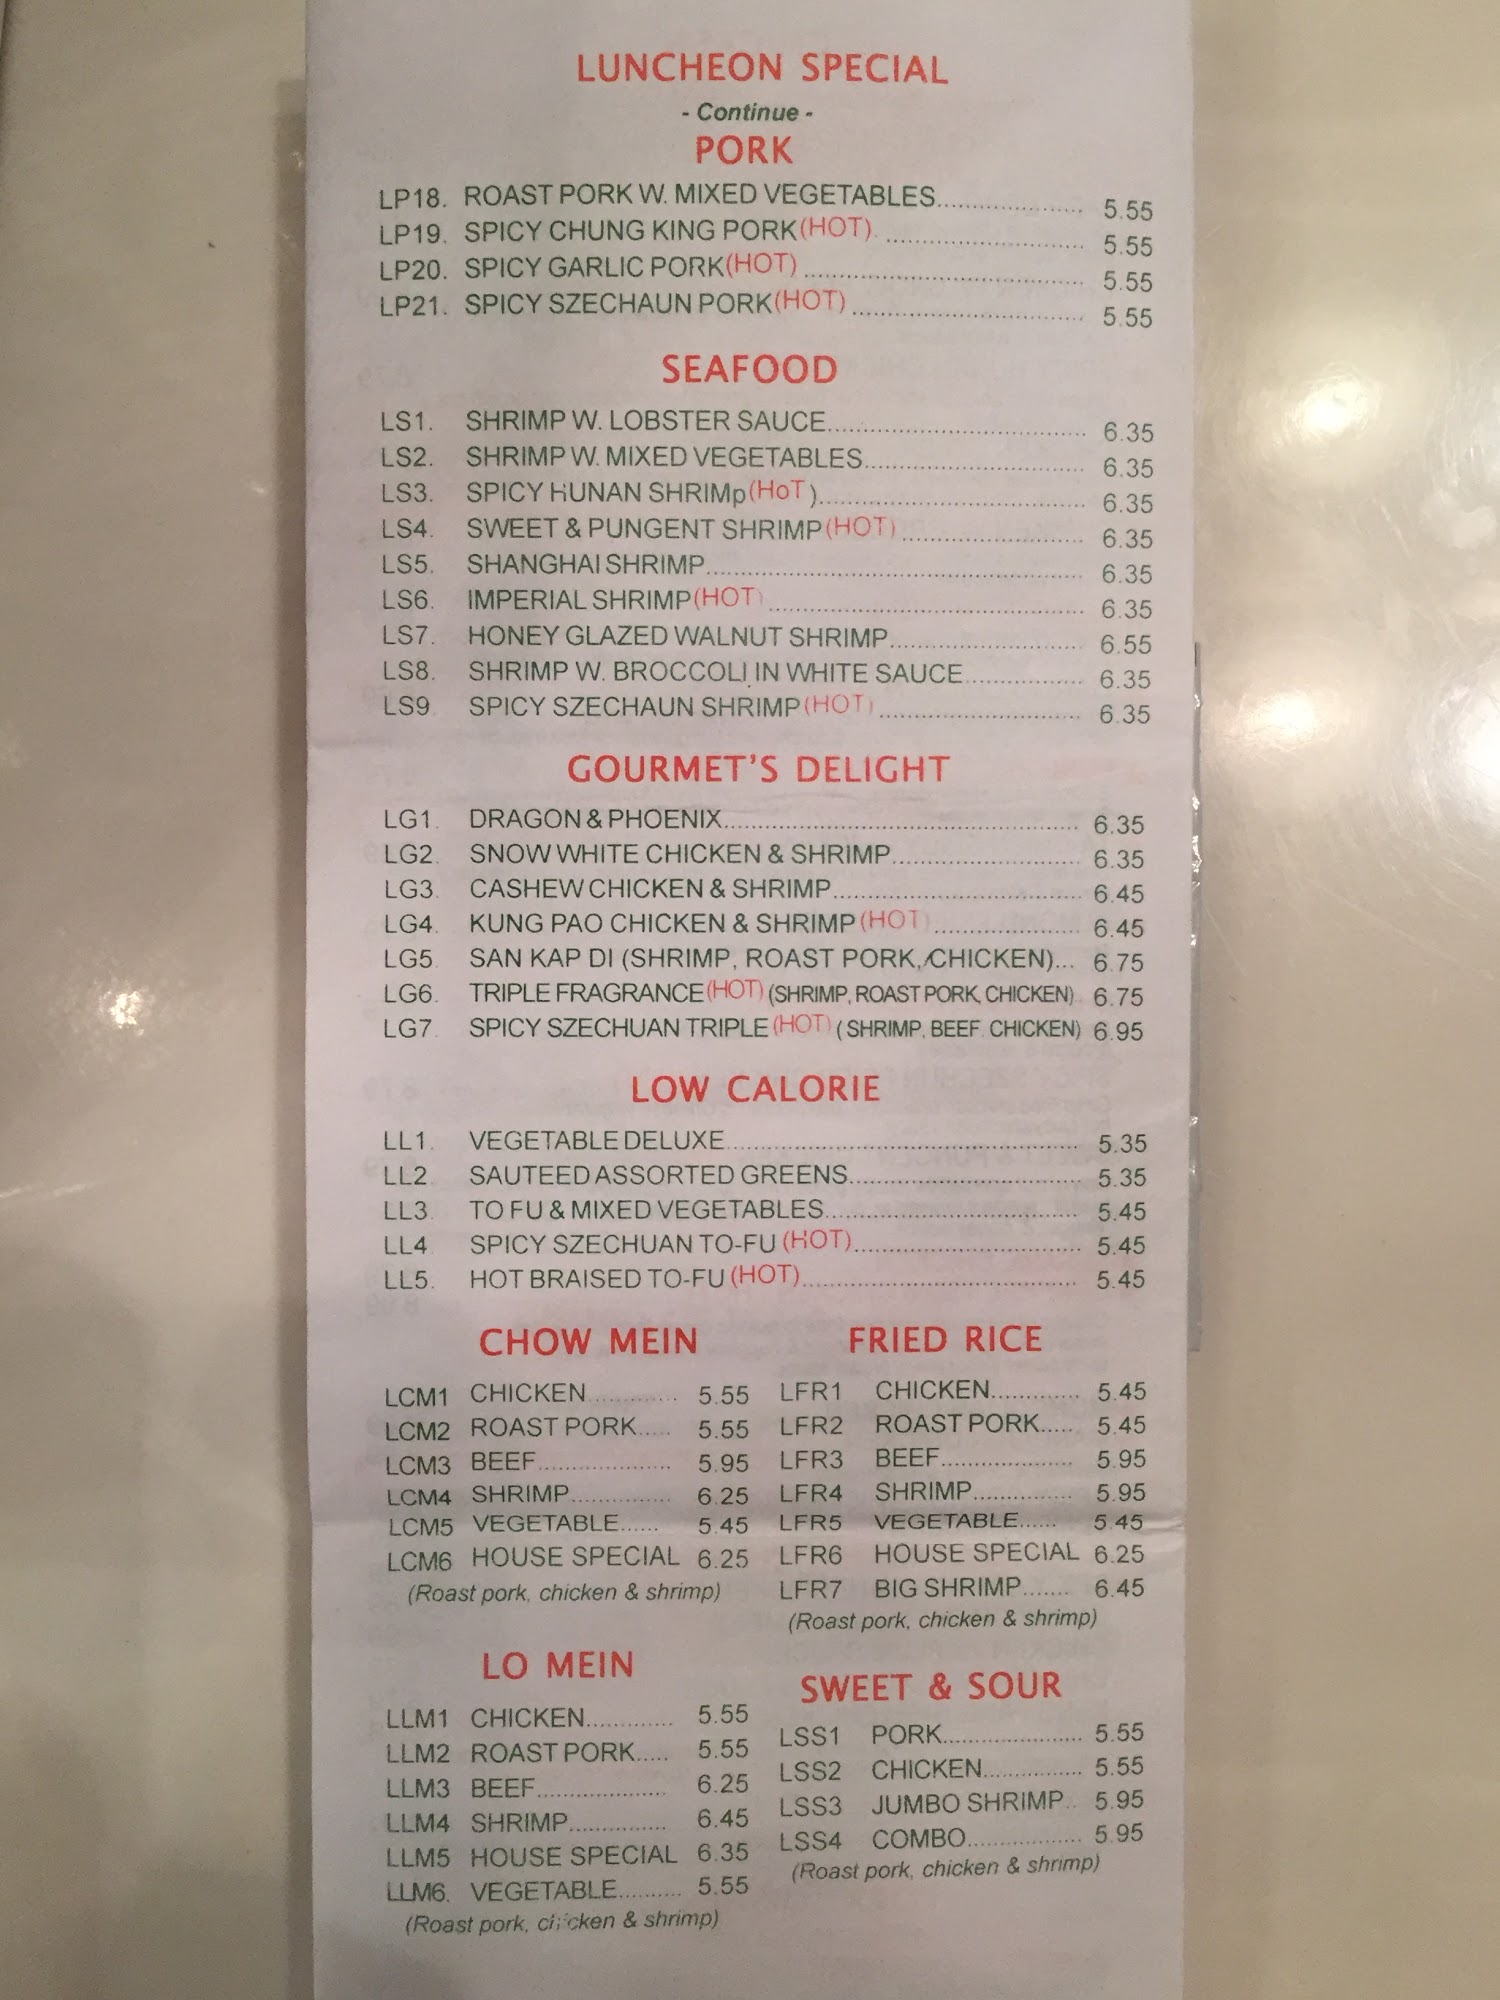 LUNCHEON SPECIAL
- Continue -
PORK
LP18. ROAST PORK W. MIXED VEGETABLES.................... 5.55
LP19. SPICY CHUNG KING PORK(HOT). ........................... 5.55
LP20. SPICY GARLIC PORK(HOT) ...................................... 5.55
LP21. SPICY SZECHAUN PORK(HOT) ............................... 5.55
SEAFOOD
LS1. SHRIMP W. LOBSTER SAUCE.................................... 6.35
LS2. SHRIMP W. MIXED VEGETABLES.............................. 6.35
LS3. SPICY HUNAN SHRIMp(HoT )..................................... 6.35
LS4. SWEET & PUNGENT SHRIMP(HOT) ......................... 6.35
LS5. SHANGHAI SHRIMP.................................................... 6.35
LS6. IMPERIAL SHRIMP(HOT) ........................................... 6.35
LS7. HONEY GLAZED WALNUT SHRIMP........................... 6.55
LS8. SHRIMP W. BROCCOLI IN WHITE SAUCE................ 6.35
LS9. SPICY SZECHAUN SHRIMP(HOT) ............................ 6.35
GOURMET'S DELIGHT
LG1. DRAGON & PHOENIX.................................................. 6.35
LG2. SNOW WHITE CHICKEN & SHRIMP.......................... 6.35
LG3. CASHEW CHICKEN & SHRIMP................................... 6.45
LG4. KUNG PAO CHICKEN & SHRIMP(HOT) .................... 6.45
LG5. SAN KAP DI (SHRIMP, ROAST PORK, CHICKEN)... 6.75
LG6. TRIPLE FRAGRANCE(HOT) (SHRIMP, ROAST PORK, CHICKEN) 6.75
LG7. SPICY SZECHUAN TRIPLE(HOT) ( SHRIMP, BEEF. CHICKEN) 6.95
LOW CALORIE
LL1. VEGETABLE DELUXE.................................................. 5.35
LL2. SAUTEED ASSORTED GREENS................................ 5.35
LL3. TO FU & MIXED VEGETABLES.................................... 5.45
LL4. SPICY SZECHUAN TO-FU (HOT)................................ 5.45
LL5. HOT BRAISED TO-FU (HOT)...................................... 5.45
CHOW MEIN
LCM1 CHICKEN............. 5.55
LCM2 ROAST PORK..... 5.55
LCM3 BEEF................... 5.95
LCM4 SHRIMP............... 6.25
LCM5 VEGETABLE...... 5.45
LCM6 HOUSE SPECIAL 6.25
(Roast pork, chicken & shrimp)
FRIED RICE
LFR1 CHICKEN............. 5.45
LFR2 ROAST PORK..... 5.45
LFR3 BEEF................... 5.95
LFR4 SHRIMP............... 5.95
LFR5 VEGETABLE...... 5.45
LFR6 HOUSE SPECIAL 6.25
LFR7 BIG SHRIMP....... 6.45
(Roast pork, chicken & shrimp)
LO MEIN
LLM1 CHICKEN............. 5.55
LLM2 ROAST PORK..... 5.55
LLM3 BEEF................... 6.25
LLM4 SHRIMP............... 6.45
LLM5 HOUSE SPECIAL 6.35
LLM6. VEGETABLE.......... 5.55
(Roast pork, chicken & shrimp)
SWEET & SOUR
LSS1 PORK..................... 5.55
LSS2 CHICKEN............... 5.55
LSS3 JUMBO SHRIMP.. 5.95
LSS4 COMBO................. 5.95
(Roast pork, chicken & shrimp)